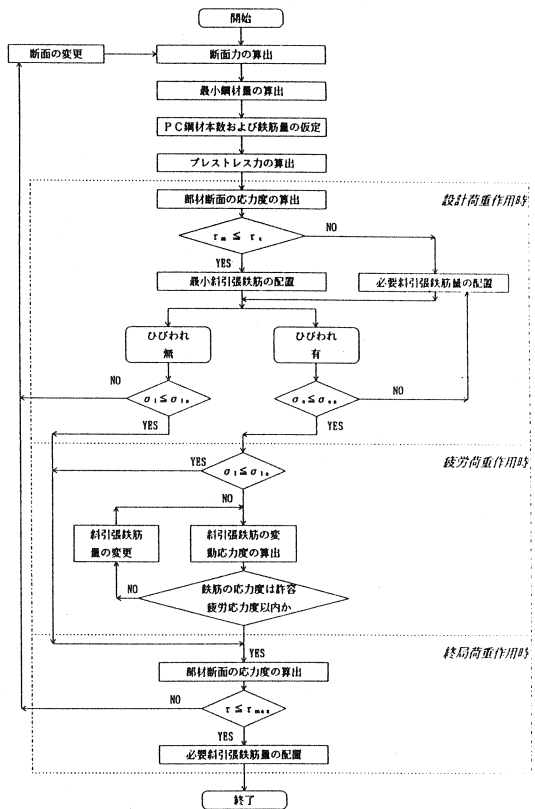 開始
断面の変更
断面力の算出
最小鋼材量の算出
PC鋼材本数および鉄筋量の仮定
プレストレス力の算出
部材断面の応力度の算出
設計荷重作用時
NO
τm ≦ τc
YES
最小斜引張鉄筋の配置
必要斜引張鉄筋量の配置
ひびわれ
無
ひびわれ
有
NO
σI≦σIa
σs≦σsa
NO
YES
YES
疲労荷重作用時
YES
σI≦σIa
NO
斜引張鉄筋
量の変更
斜引張鉄筋の変
動応力度の算出
NO
鉄筋の応力度は許容
疲労応力度以内か
終局荷重作用時
YES
部材断面の応力度の算出
NO
τ≦τmax
YES
必要斜引張鉄筋量の配置
終了